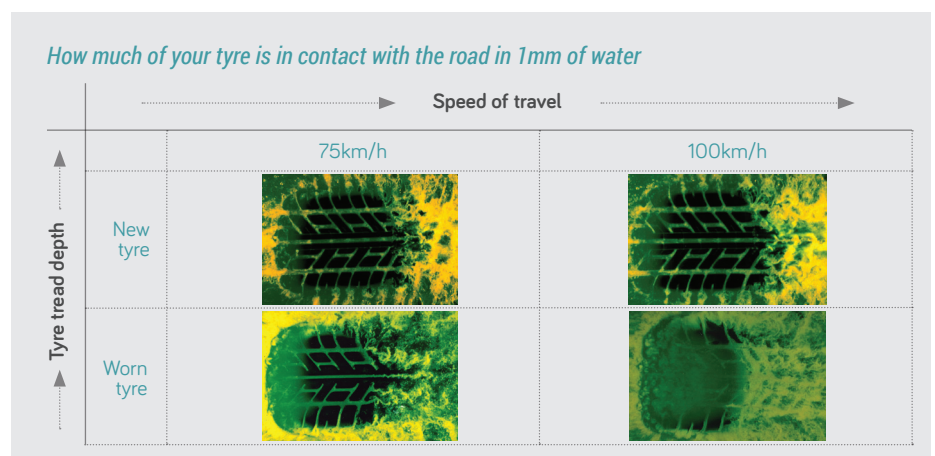 How much of your tyre is in contact with the road in 1mm of water
Speed of travel
75km/h
100km/h
Tyre tread depth
New
tyre
Worn
tyre